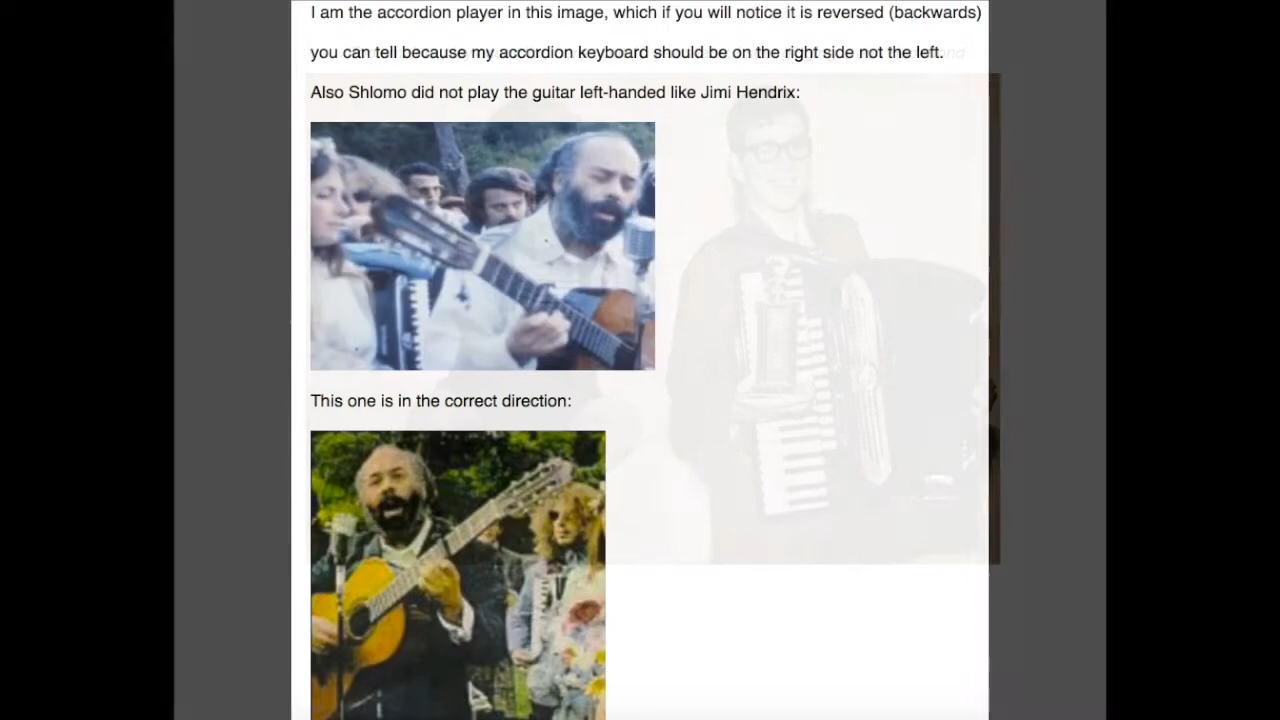 I am the accordion player in this image, which if you will notice it is reversed (backwards)
you can tell because my accordion keyboard should be on the right side not the left.
Also Shlomo did not play the guitar left-handed like Jimi Hendrix:
This one is in the correct direction: